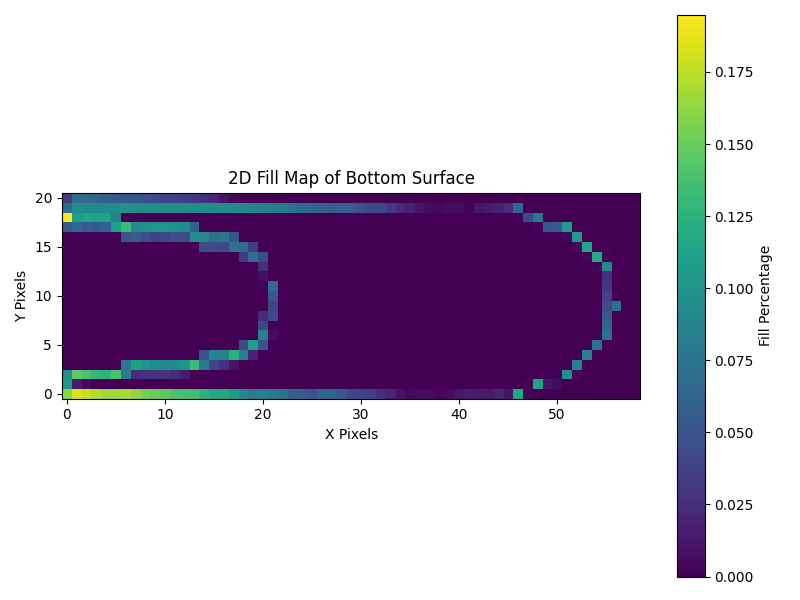 2D Fill Map of Bottom Surface
20
15
10
5
0
Y Pixels
0 10 20 30 40 50
X Pixels
0.175
0.150
0.125
0.100
0.075
0.050
0.025
0.000
Fill Percentage